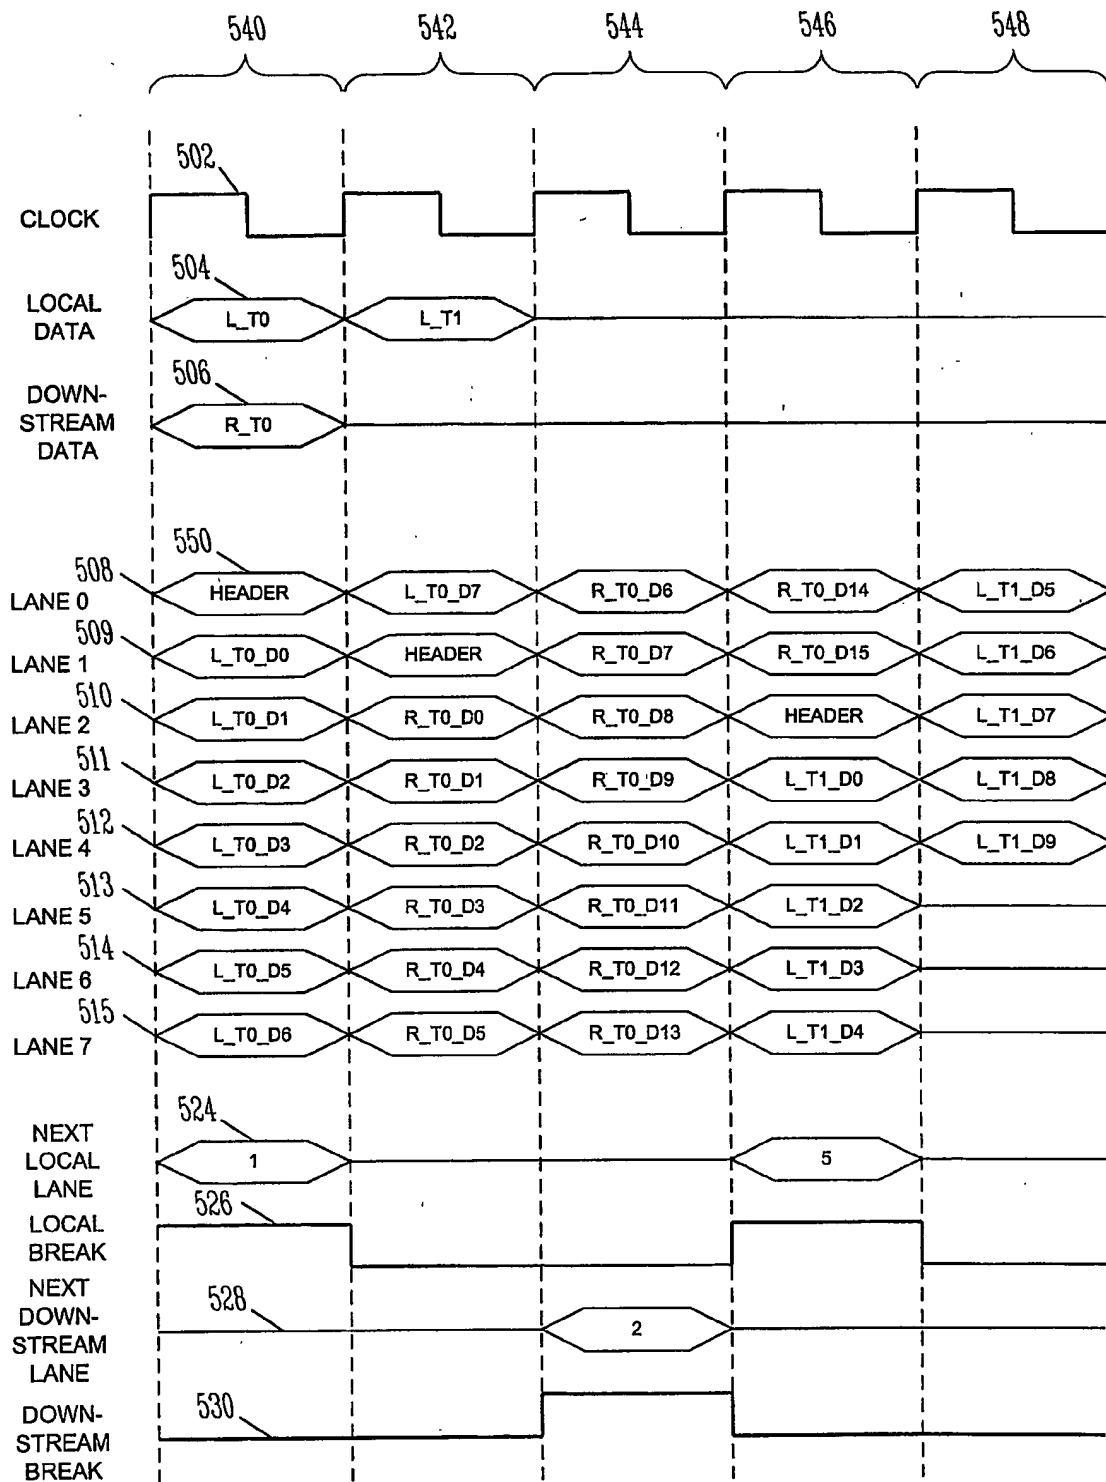 540 542 544 546 548
502
CLOCK
504
LOCAL
DATA
L_T0 L_T1
506
DOWN-
STREAM
DATA
R_T0
550
508
LANE 0 HEADER L_T0_D7 R_T0_D6 R_T0_D14 L_T1_D5
509
LANE 1 L_T0_D0 HEADER R_T0_D7 R_T0_D15 L_T1_D6
510
LANE 2 L_T0_D1 R_T0_D0 R_T0_D8 HEADER L_T1_D7
511
LANE 3 L_T0_D2 R_T0_D1 R_T0_D9 L_T1_D0 L_T1_D8
512
LANE 4 L_T0_D3 R_T0_D2 R_T0_D10 L_T1_D1 L_T1_D9
513
LANE 5 L_T0_D4 R_T0_D3 R_T0_D11 L_T1_D2
514
LANE 6 L_T0_D5 R_T0_D4 R_T0_D12 L_T1_D3
515
LANE 7 L_T0_D6 R_T0_D5 R_T0_D13 L_T1_D4
524
NEXT
LOCAL
LANE
1 5
526
LOCAL
BREAK
528
NEXT
DOWN-
STREAM
LANE
2
530
DOWN-
STREAM
BREAK